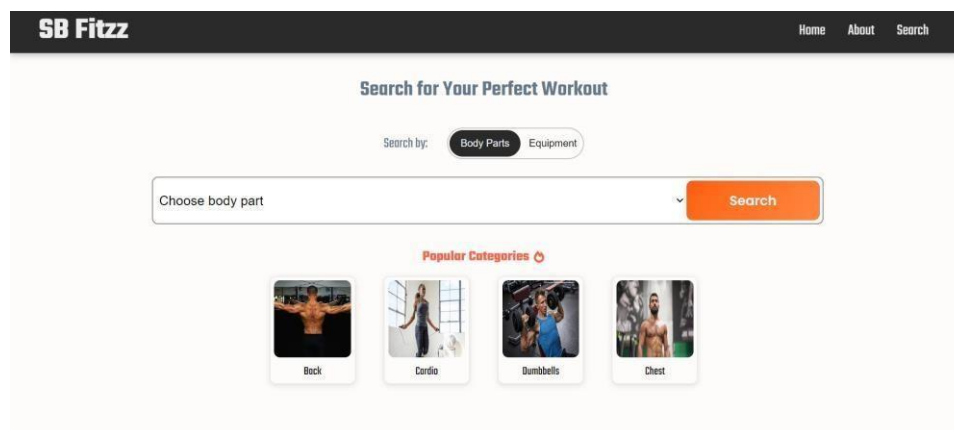 SB Fitzz
Home About Search
Search for Your Perfect Workout
Search by: Body Parts Equipment
Choose body part Search
Popular Categories
Back Cardio Dumbbells Chest